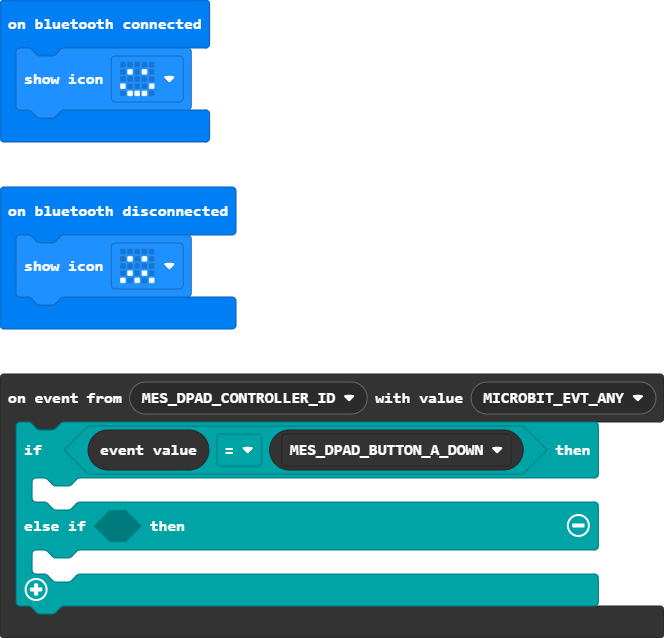 on bluetooth connected
show icon
on bluetooth disconnected
show icon
on event from MES_DPAD_CONTROLLER_ID with value MICROBIT_EVT_ANY
if event value = MES_DPAD_BUTTON_A_DOWN then
else if then